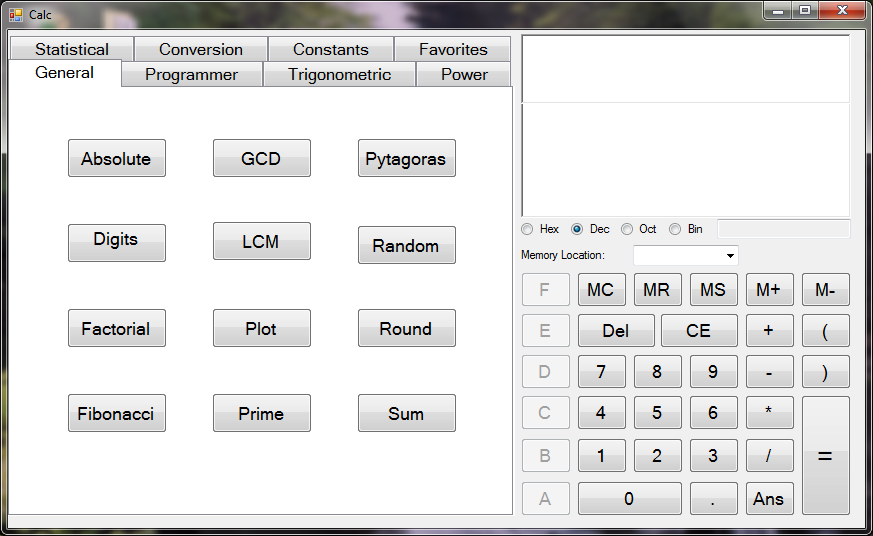 Calc
Statistical Conversion Constants Favorites
General Programmer Trigonometric Power
Absolute GCD Pytagoras
Digits LCM Random
Factorial Plot Round
Fibonacci Prime Sum
Hex Dec Oct Bin
Memory Location:
F MC MR MS M+ M-
E Del CE + (
D 7 8 9 - )
C 4 5 6 *
B 1 2 3 / =
A 0 . Ans